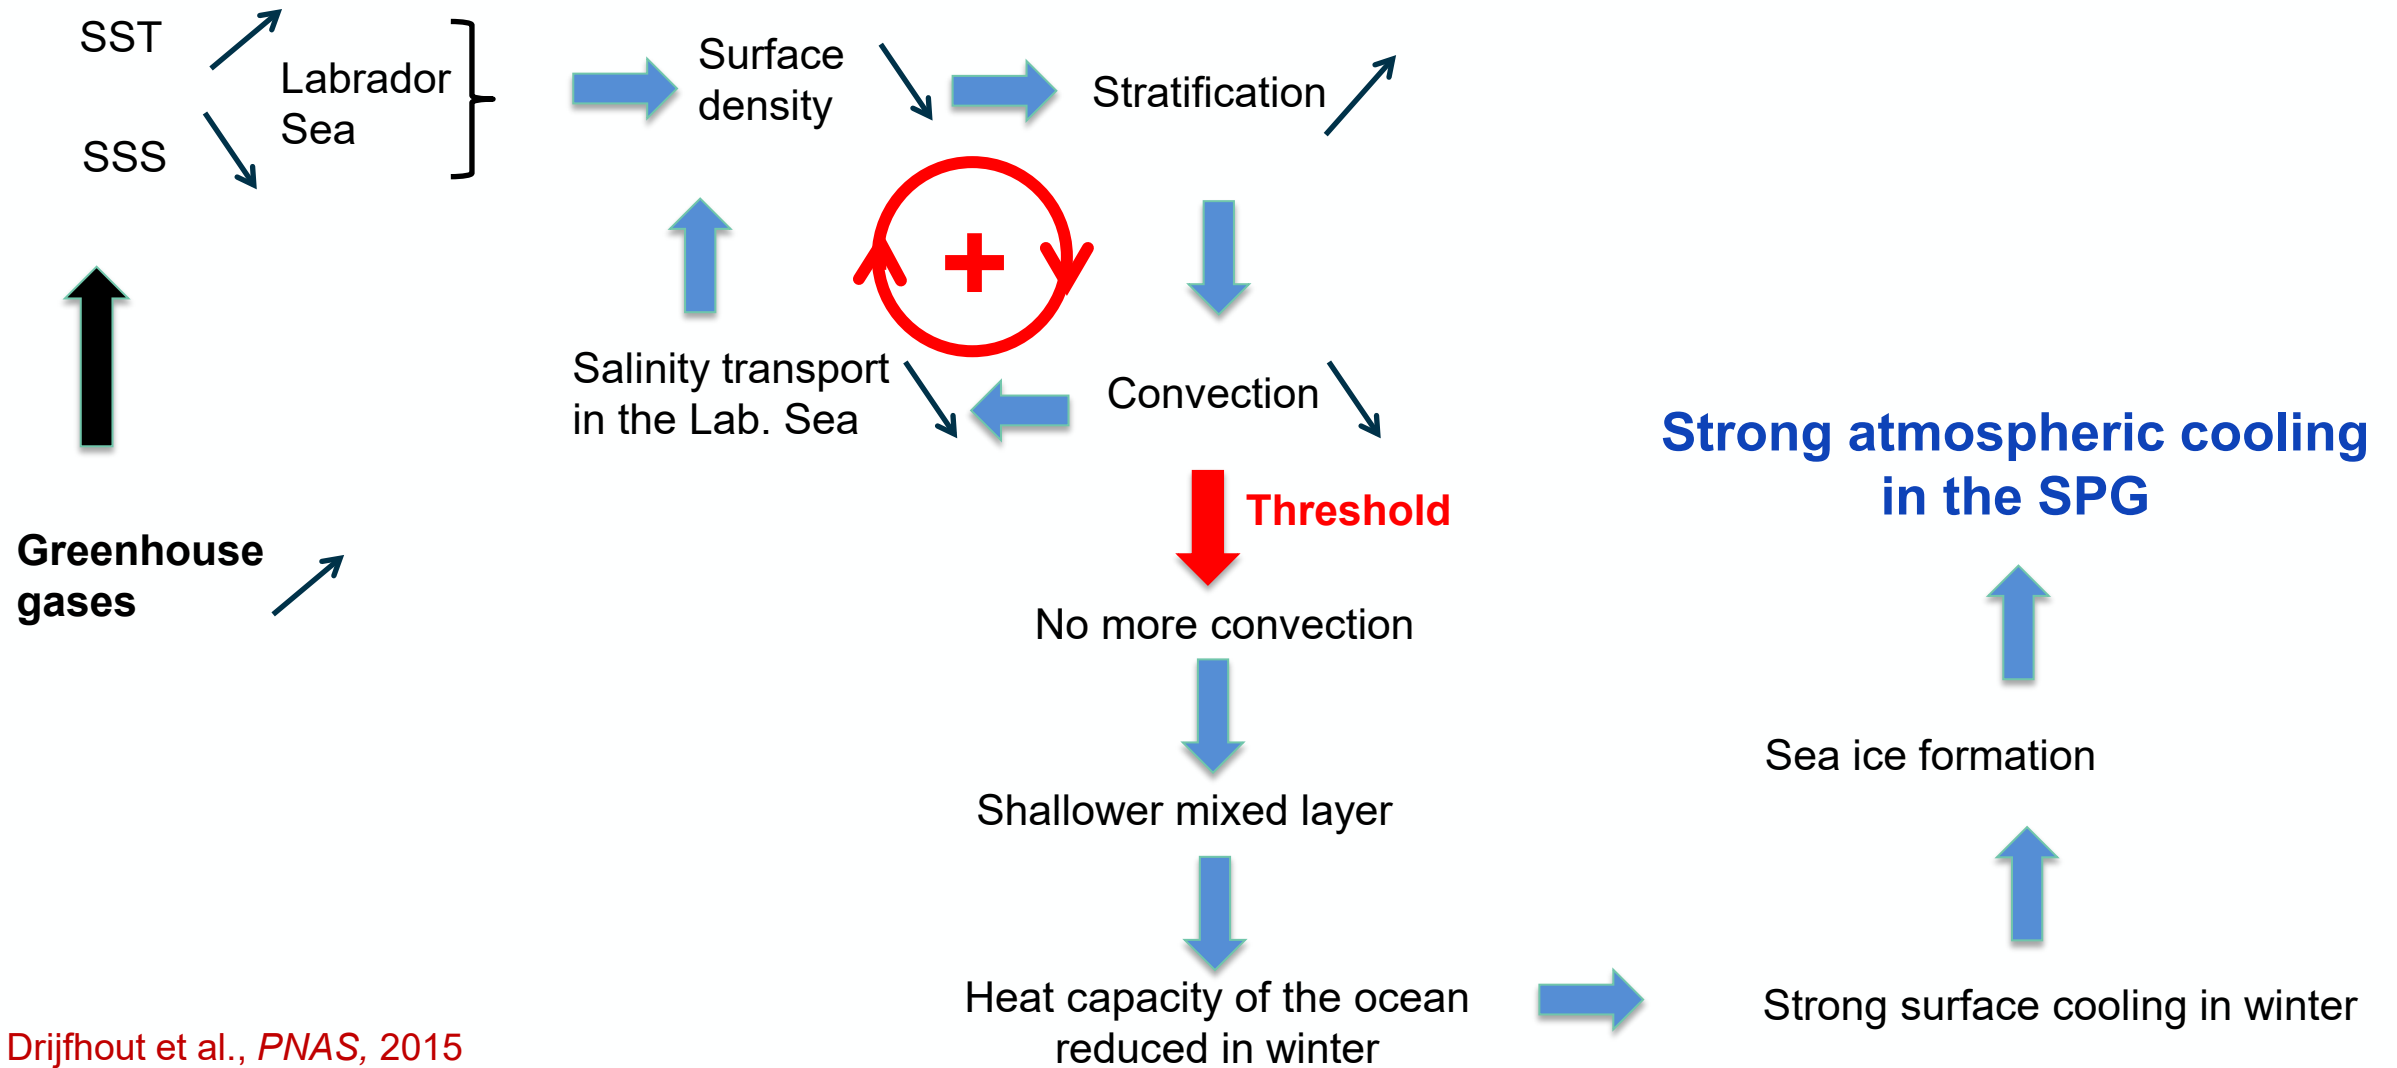 SST
SSS
Labrador
Sea
Surface
density
Stratification
+
Salinity transport
in the Lab. Sea
Convection
Threshold
Greenhouse
gases
No more convection
Shallower mixed layer
Heat capacity of the ocean
reduced in winter
Strong surface cooling in winter
Sea ice formation
Strong atmospheric cooling
in the SPG
Drijfhout et al., PNAS, 2015